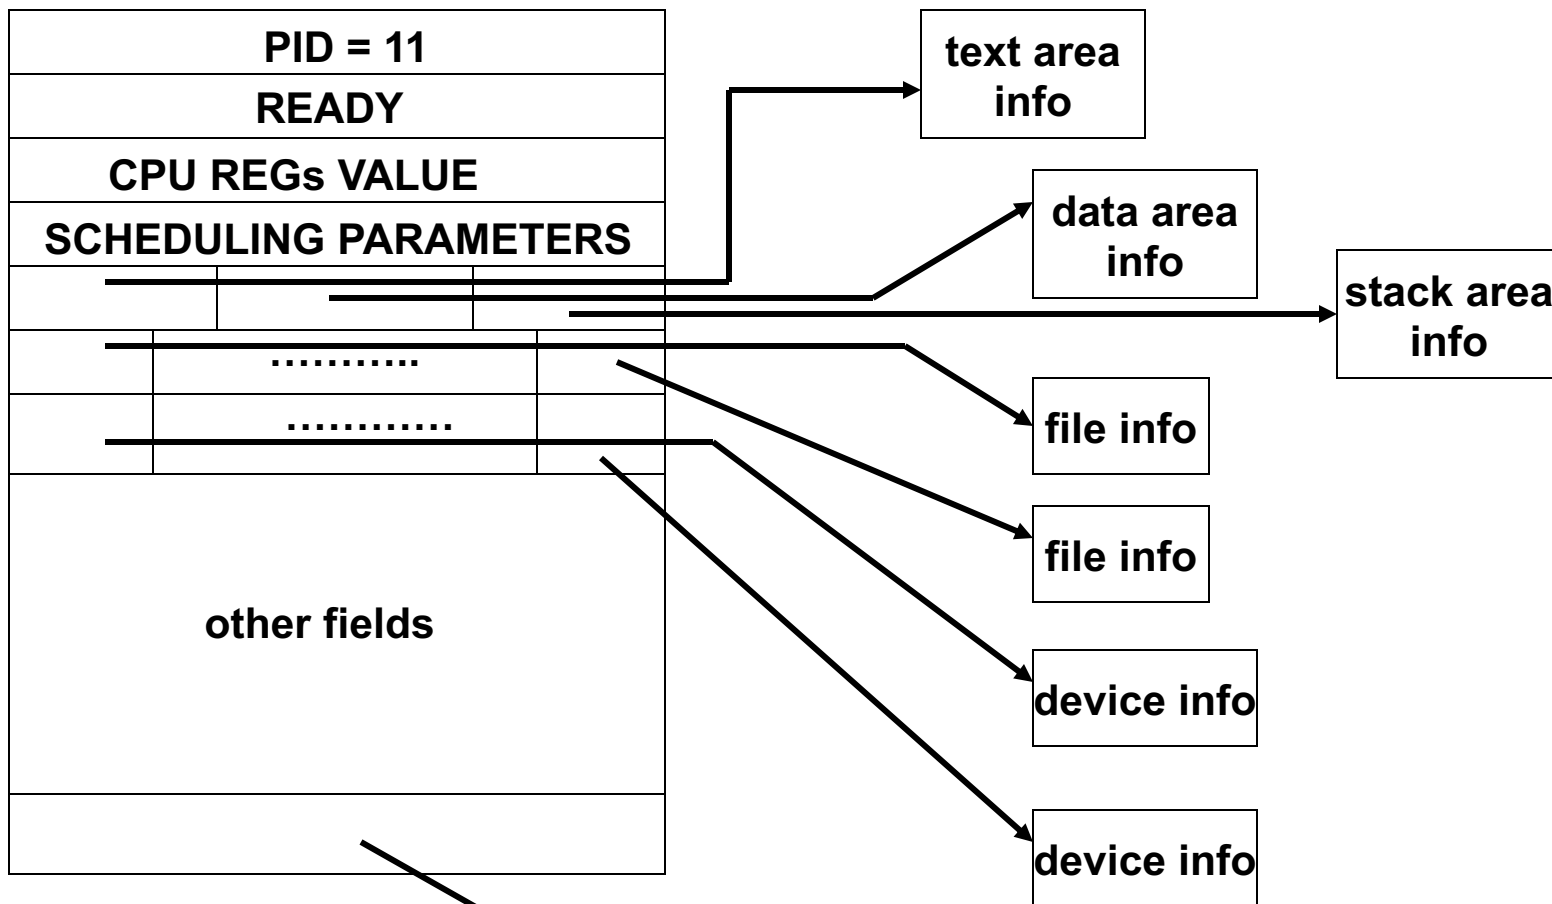 PID = 11
READY
CPU REGs VALUE
SCHEDULING PARAMETERS
………..
…………
other fields
text area
info
data area
info
stack area
info
file info
file info
device info
device info